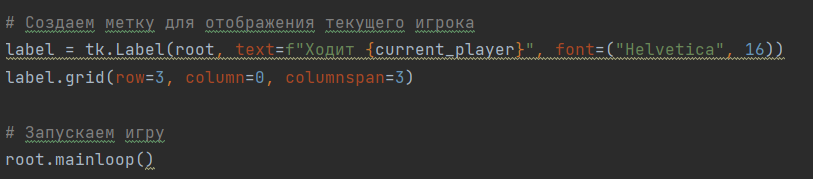 # Создаем метку для отображения текущего игрока
label = tk.Label(root, text=f"Ходит {current_player}", font=("Helvetica", 16))
label.grid(row=3, column=0, columnspan=3)
# Запускаем игру
root.mainloop()